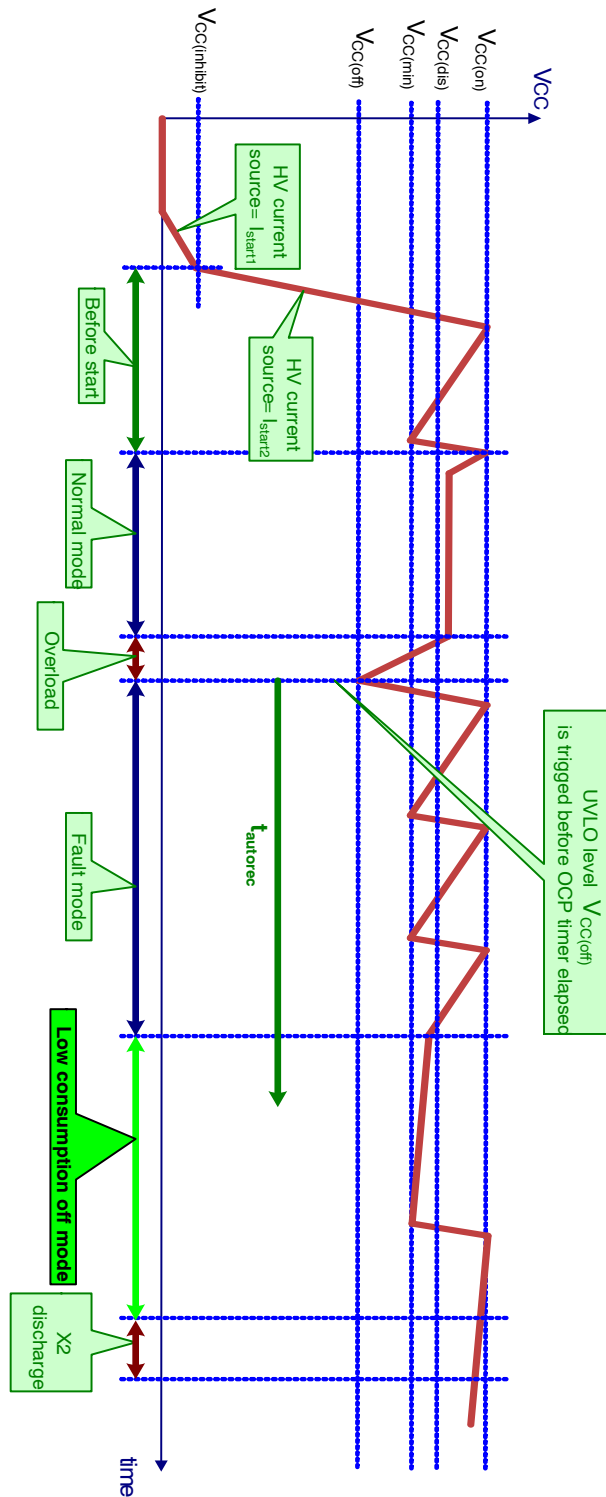 VCC
VCC(on)
VCC(dis)
VCC(min)
VCC(off)
VCC(inhibit)
HV current
source= Istart1
HV current
source= Istart2
UVLO level VCC(off)
is trigged before OCP timer elapsed
tautorec
Before start
Normal mode
Overload
Fault mode
Low consumption off mode
X2
discharge
time